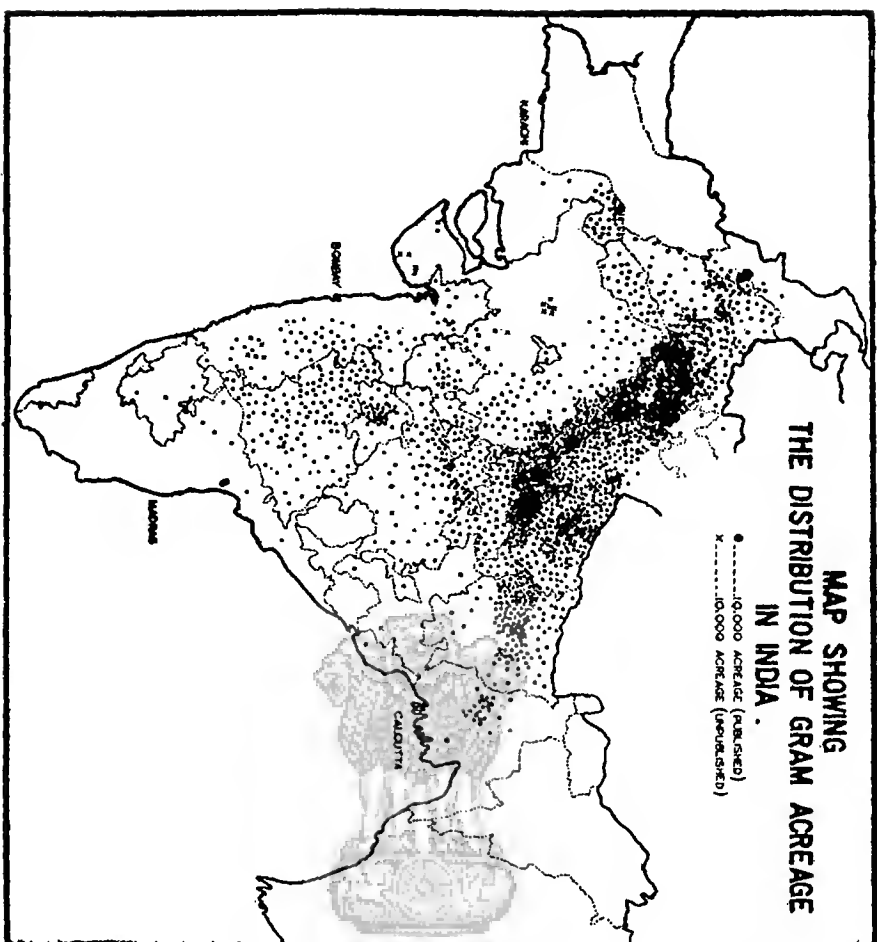 MAP SHOWING
THE DISTRIBUTION OF GRAM ACREAGE
IN INDIA.
●......10,000 ACREAGE (PUBLISHED)
x......10,000 ACREAGE (UNPUBLISHED)
KARACHI
BOMBAY
MADRAS
CALCUTTA